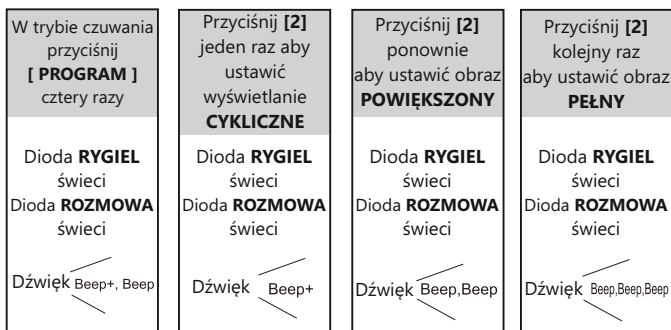 W trybie czuwania
przyciśnij
[ PROGRAM ]
cztery razy
Dioda RYGIEL
świeci
Dioda ROZMOWA
świeci
Dźwięk Beep+, Beep
Przyciśnij [2]
jeden raz aby
ustawić
wyświetlanie
CYKLICZNE
Dioda RYGIEL
świeci
Dioda ROZMOWA
świeci
Dźwięk Beep+
Przyciśnij [2]
ponownie
aby ustawić obraz
POWIĘKSZONY
Dioda RYGIEL
świeci
Dioda ROZMOWA
świeci
Dźwięk Beep,Beep
Przyciśnij [2]
kolejny raz
aby ustawić obraz
PEŁNY
Dioda RYGIEL
świeci
Dioda ROZMOWA
świeci
Dźwięk Beep,Beep,Beep